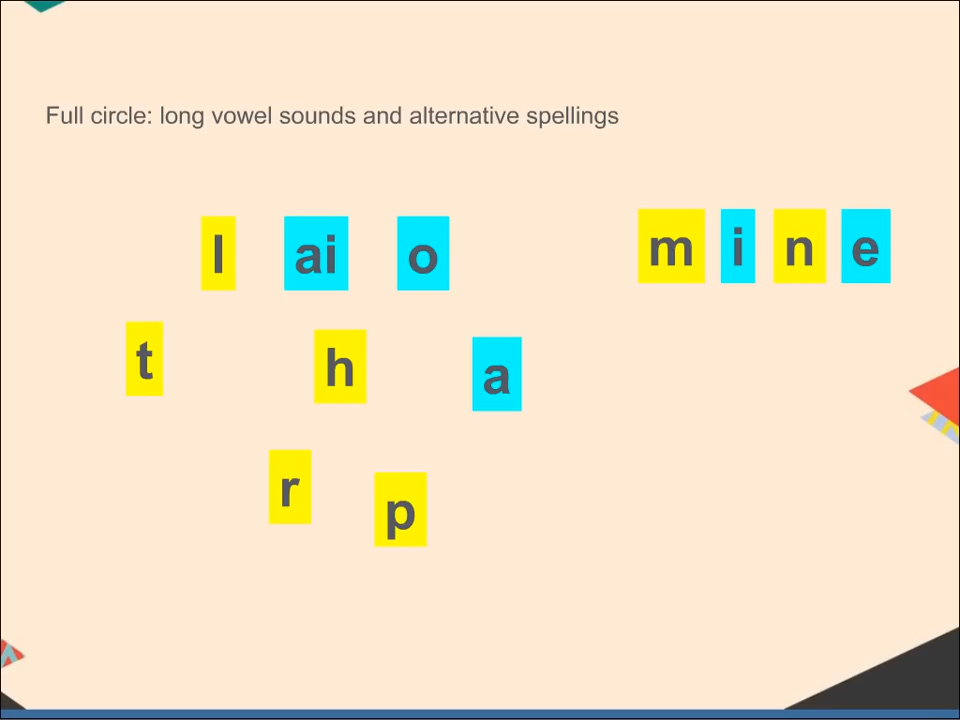 Full circle: long vowel sounds and alternative spellings
l ai o m i n e
t h a
r p